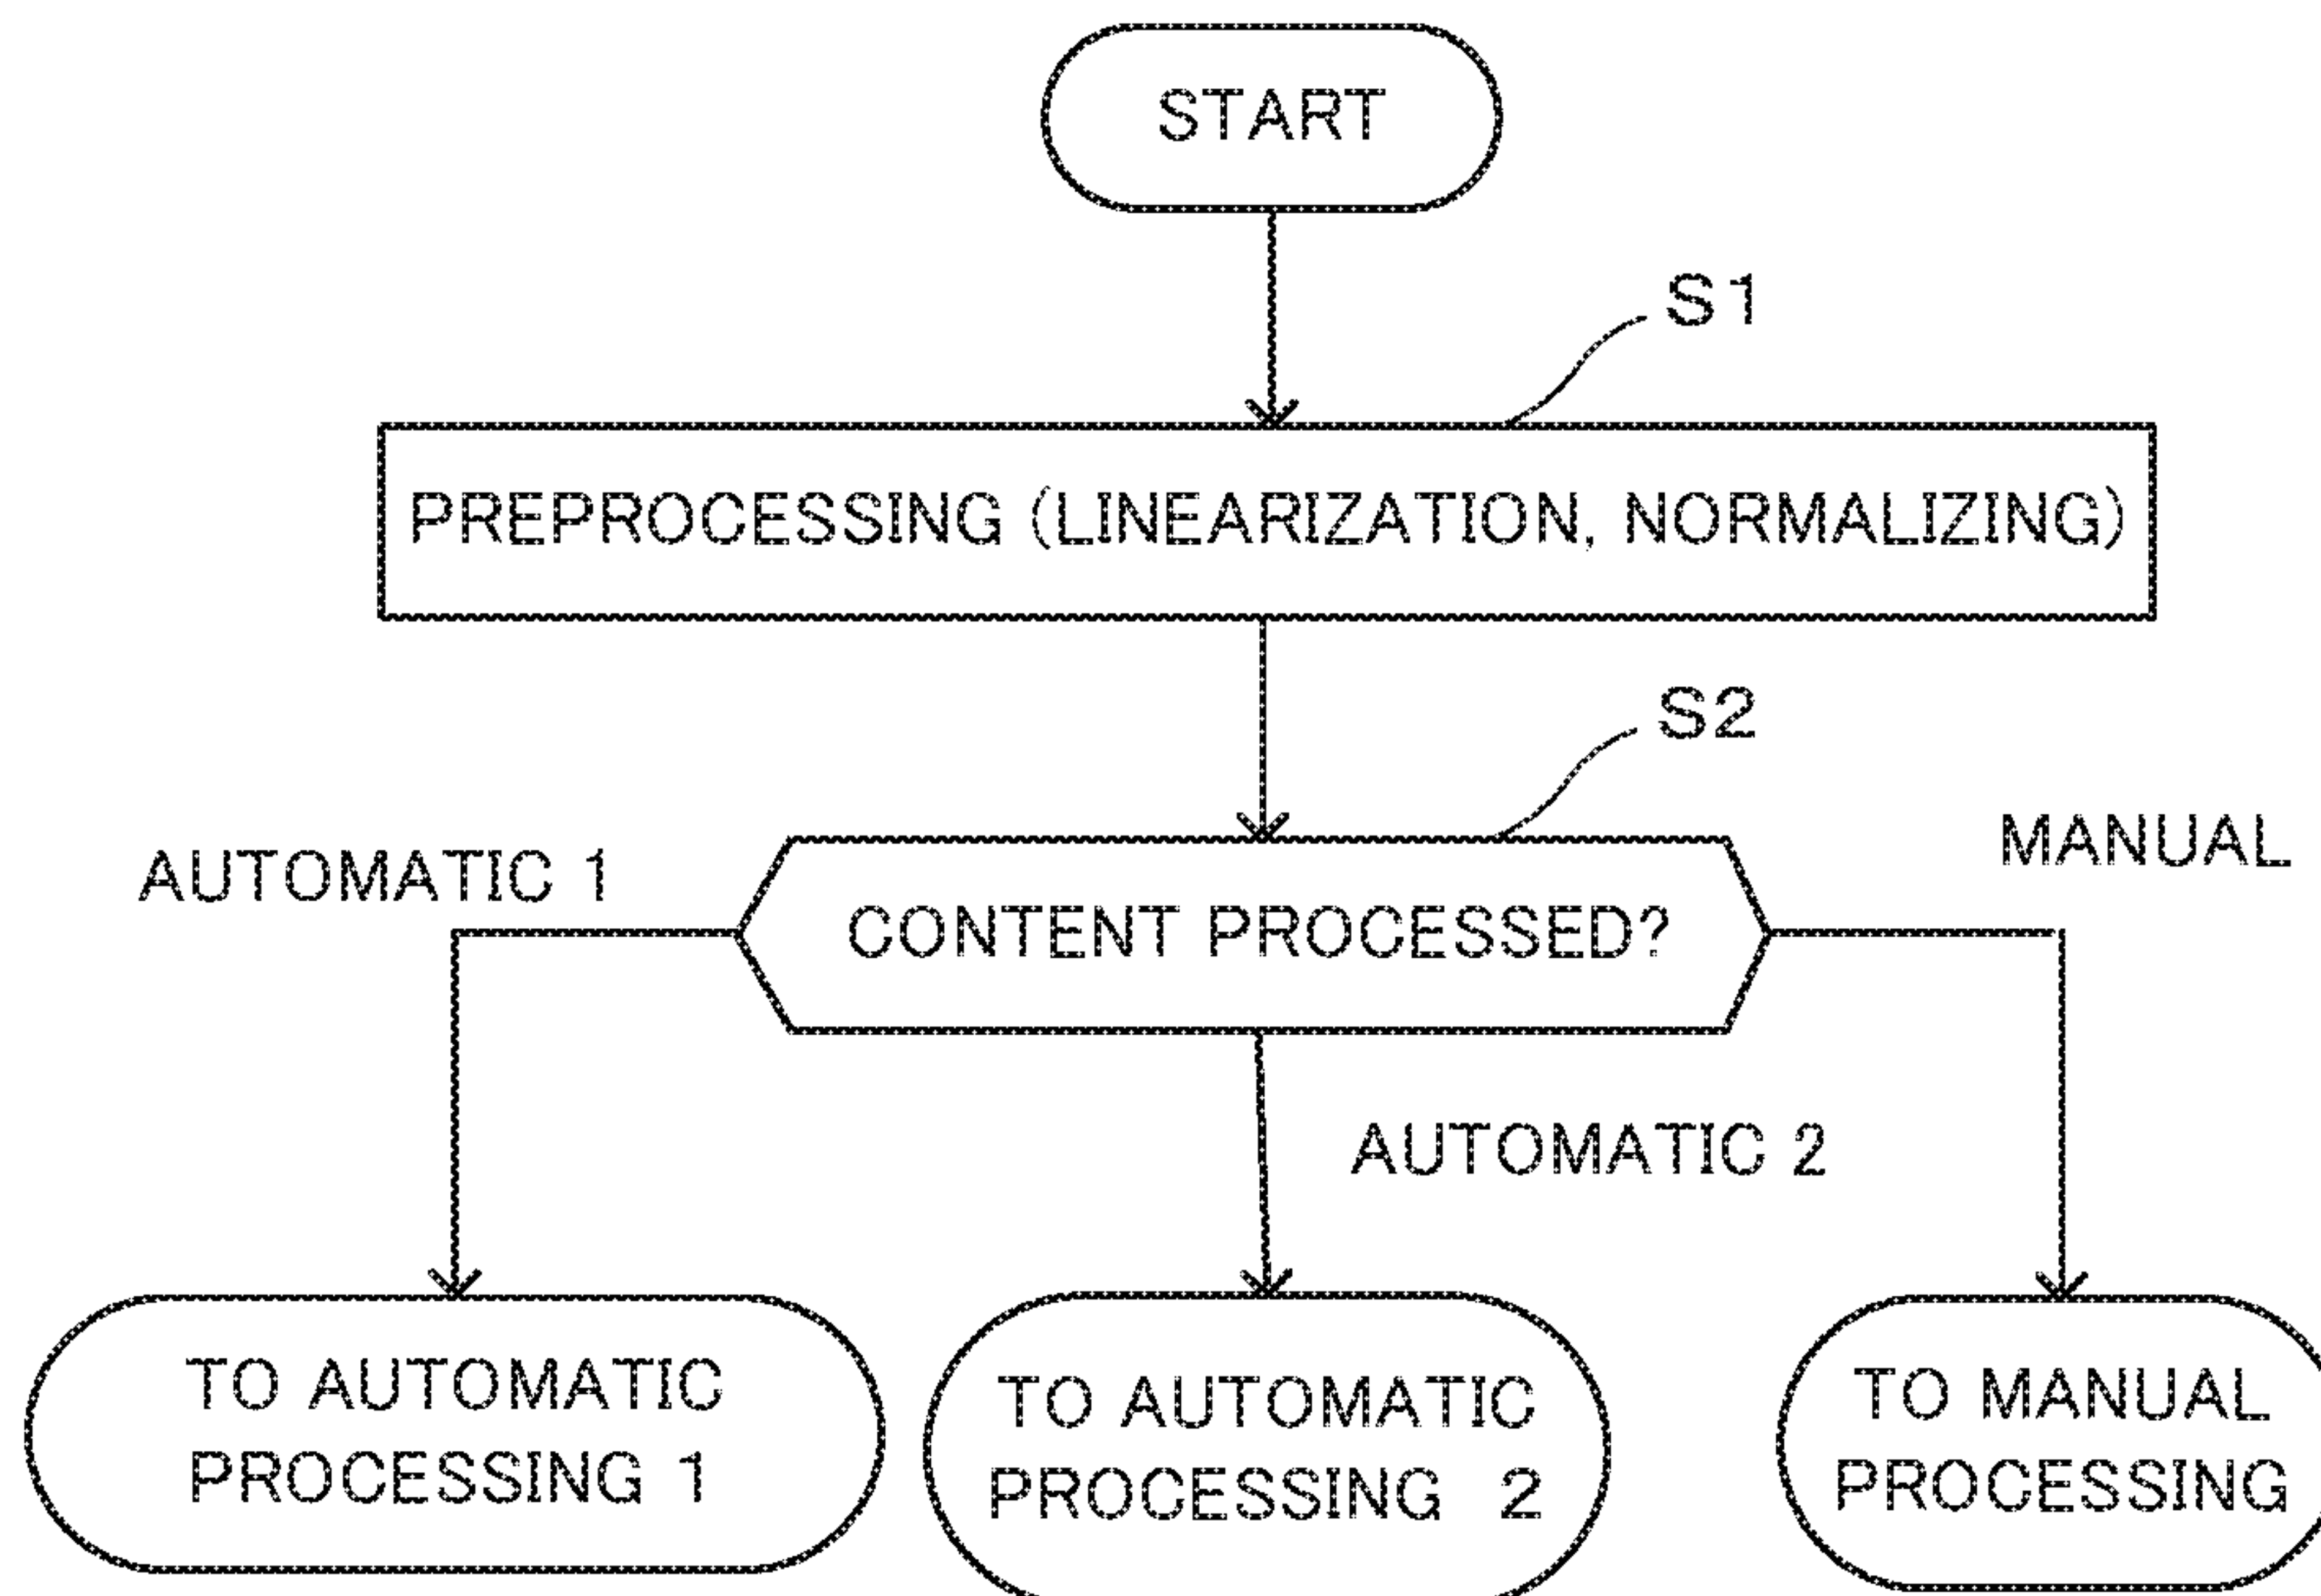 START
S1
PREPROCESSING (LINEARIZATION, NORMALIZING)
S2
AUTOMATIC 1
MANUAL
CONTENT PROCESSED?
AUTOMATIC 2
TO AUTOMATIC
PROCESSING 1
TO AUTOMATIC
PROCESSING 2
TO MANUAL
PROCESSING